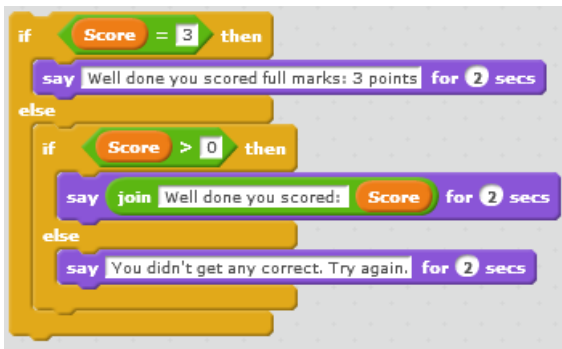 if Score = 3 then
say Well done you scored full marks: 3 points for 2 secs
else
if Score > 0 then
say join Well done you scored: Score for 2 secs
else
say You didn't get any correct. Try again. for 2 secs